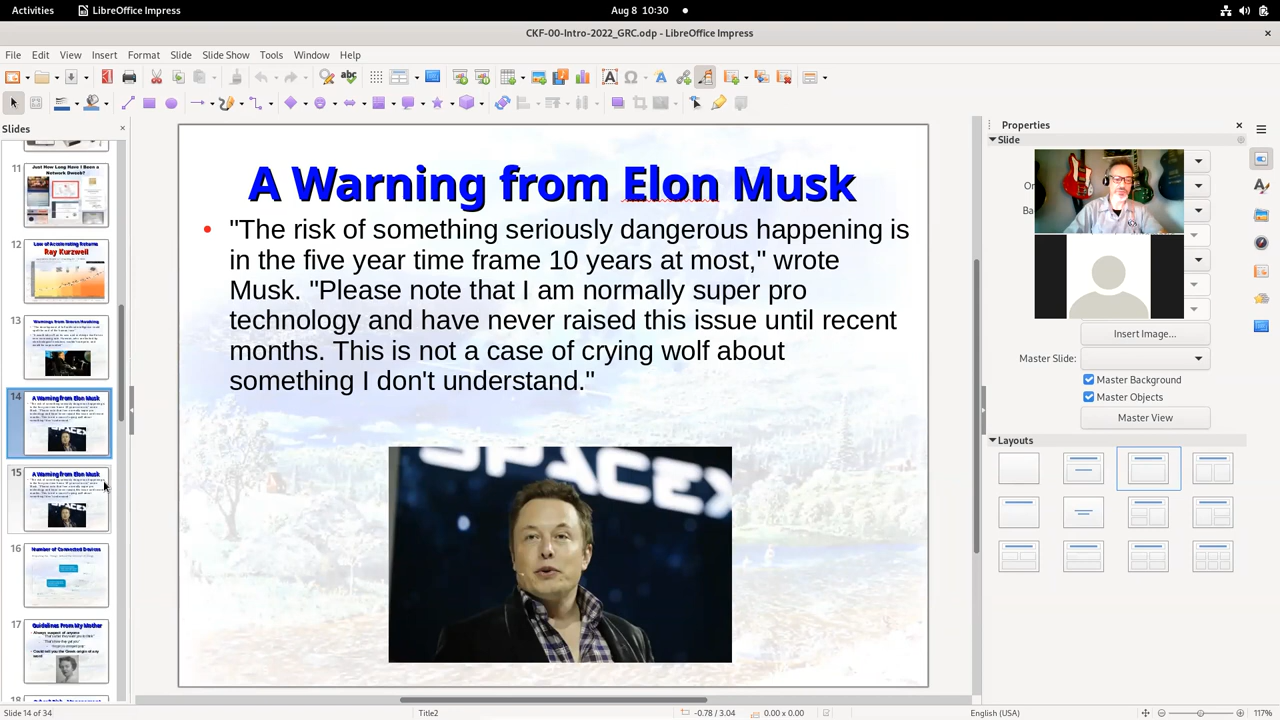 Activities
LibreOffice Impress
Aug 8 10:30
CKF-00-Intro-2022_GRC.odp - LibreOffice Impress
File Edit View Insert Format Slide Slide Show Tools Window Help
Slides
11
Just How Long Have I Been a
Network Dweeb?
12
Law of Accelerating Returns
Ray Kurzweil
13
Warnings from Steven Hawking
14
A Warning from Elon Musk
15
A Warning from Elon Musk
16
Number of Connected Devices
17
Guidelines From My Mother
18
A Warning from Elon Musk
"The risk of something seriously dangerous happening is
in the five year time frame 10 years at most," wrote
Musk. "Please note that I am normally super pro
technology and have never raised this issue until recent
months. This is not a case of crying wolf about
something I don't understand."
SPACEX
Properties
Slide
Or
Ba
Insert Image...
Master Slide:
Master Background
Master Objects
Master View
Layouts
Slide 14 of 34
Title2
-0.78 / 3.04
0.00 x 0.00
English (USA)
117%